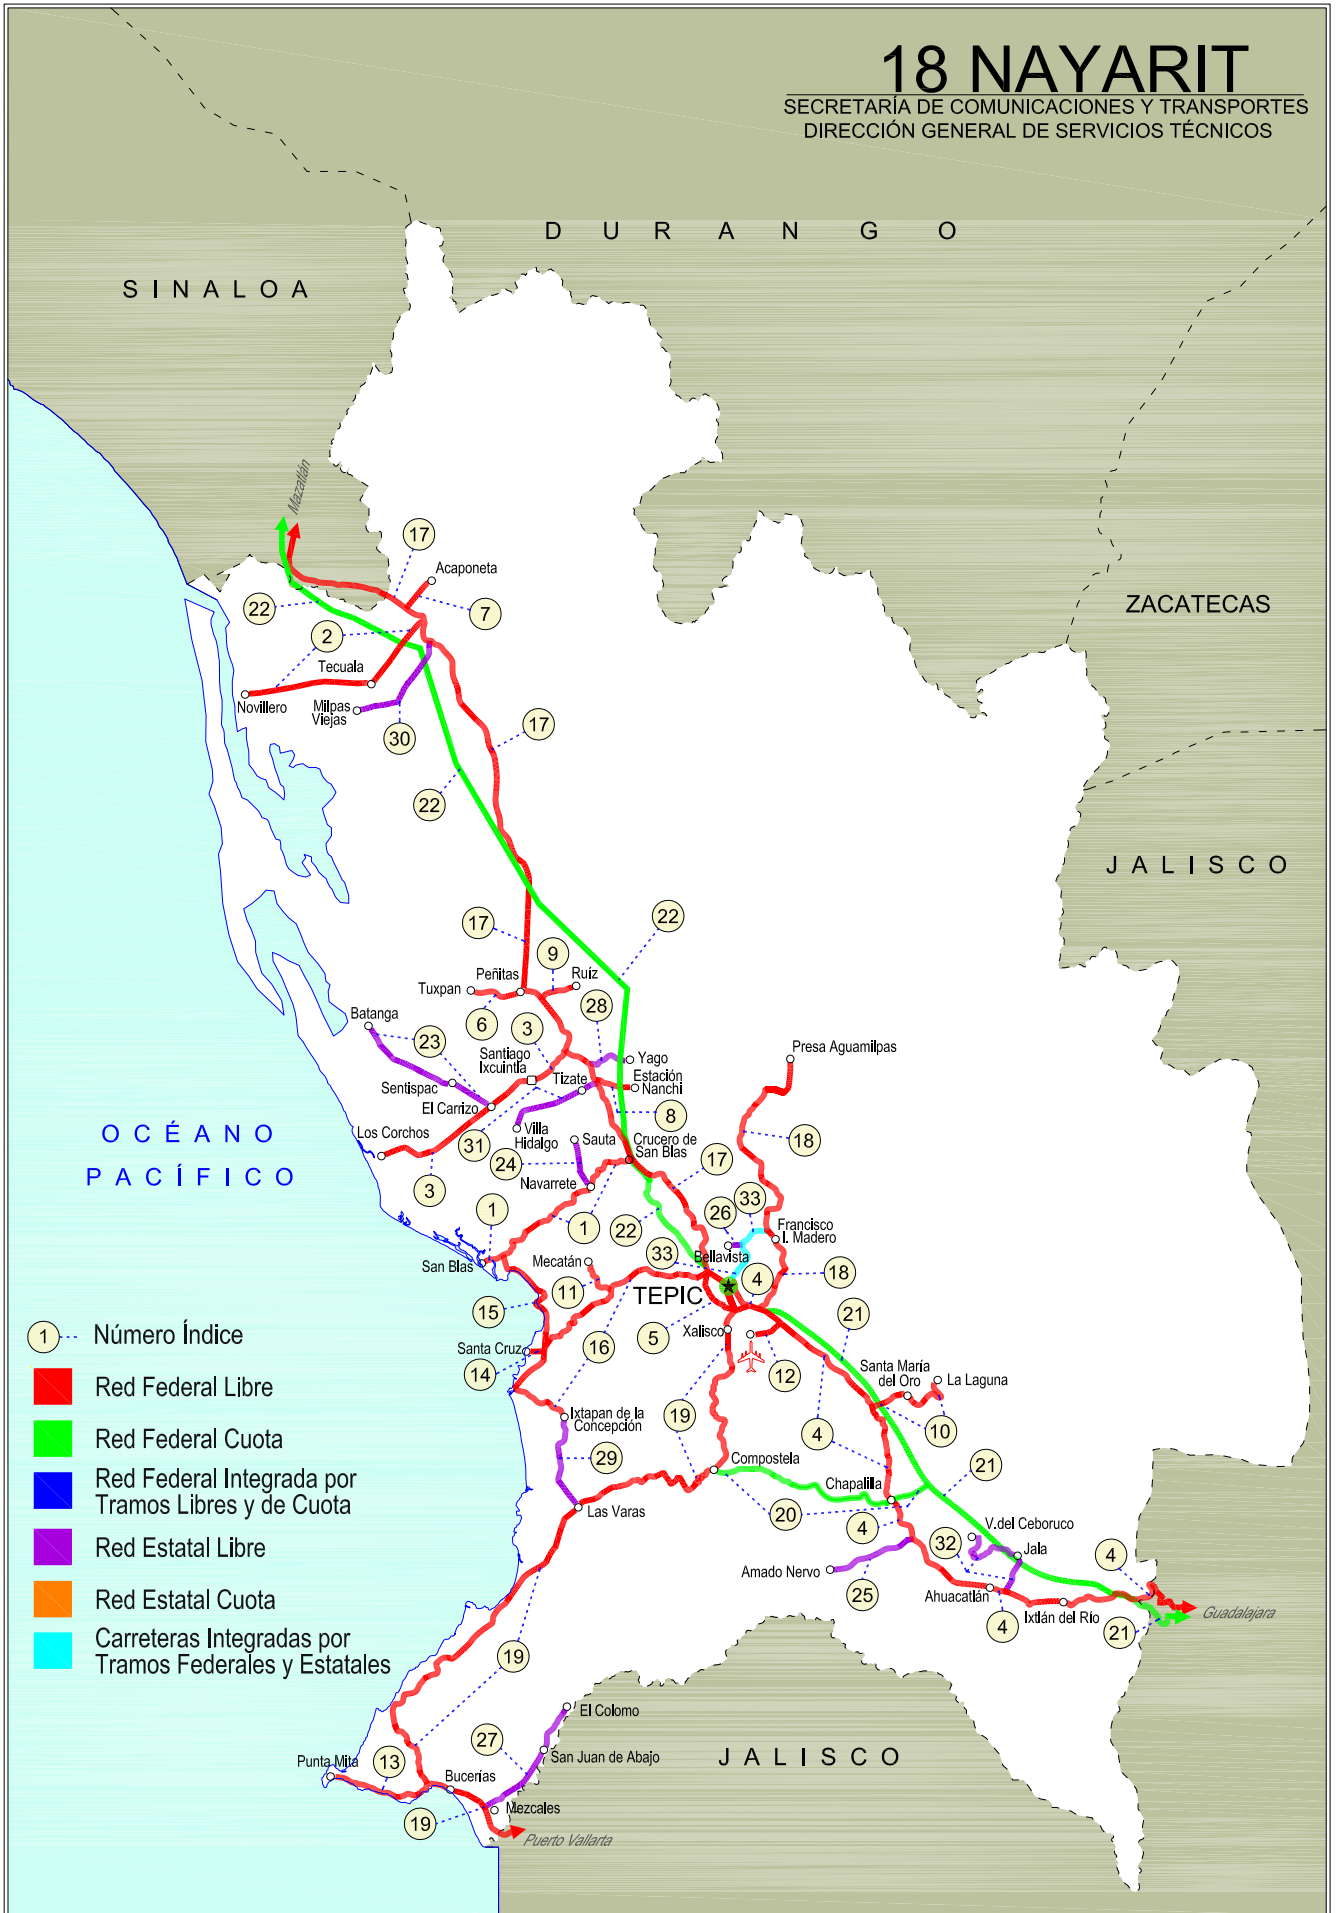 18 NAYARIT
SECRETARÍA DE COMUNICACIONES Y TRANSPORTES
DIRECCIÓN GENERAL DE SERVICIOS TÉCNICOS
D U R A N G O
SINALOA
Mazatlán
17
Acaponeta
22
7
ZACATECAS
2
Tecuala
Novillero
Milpas
Viejas
30
17
22
JALISCO
22
17
9
Peñitas
Ruíz
Tuxpan
28
Batanga
6
3
23
Santiago
Ixcuintla
Yago
Presa Aguamilpas
Tizate
Estación
Nanchi
Sentispac
El Carrizo
8
OCÉANO
PACÍFICO
Los Corchos
31
Villa
Hidalgo
Sauta
Crucero de
San Blas
18
24
17
3
Navarrete
33
1
1
22
26
Francisco
I. Madero
33
Bellavista
San Blas
Mecatán
4
18
11
TEPIC
15
21
1
Número Índice
Xalisco
5
16
Santa Cruz
14
12
Santa María
del Oro
La Laguna
Red Federal Libre
Ixtapan de la
Concepción
19
10
Red Federal Cuota
4
29
Compostela
21
Red Federal Integrada por
Tramos Libres y de Cuota
Chapalilla
Las Varas
20
4
V.del Ceboruco
Red Estatal Libre
32
Jala
4
Amado Nervo
25
Ahuacatlán
Red Estatal Cuota
Ixtlán del Río
Guadalajara
4
21
Carreteras Integradas por
Tramos Federales y Estatales
19
El Colomo
27
San Juan de Abajo
JALISCO
Punta Mita
13
Bucerías
Mezcales
19
Puerto Vallarta